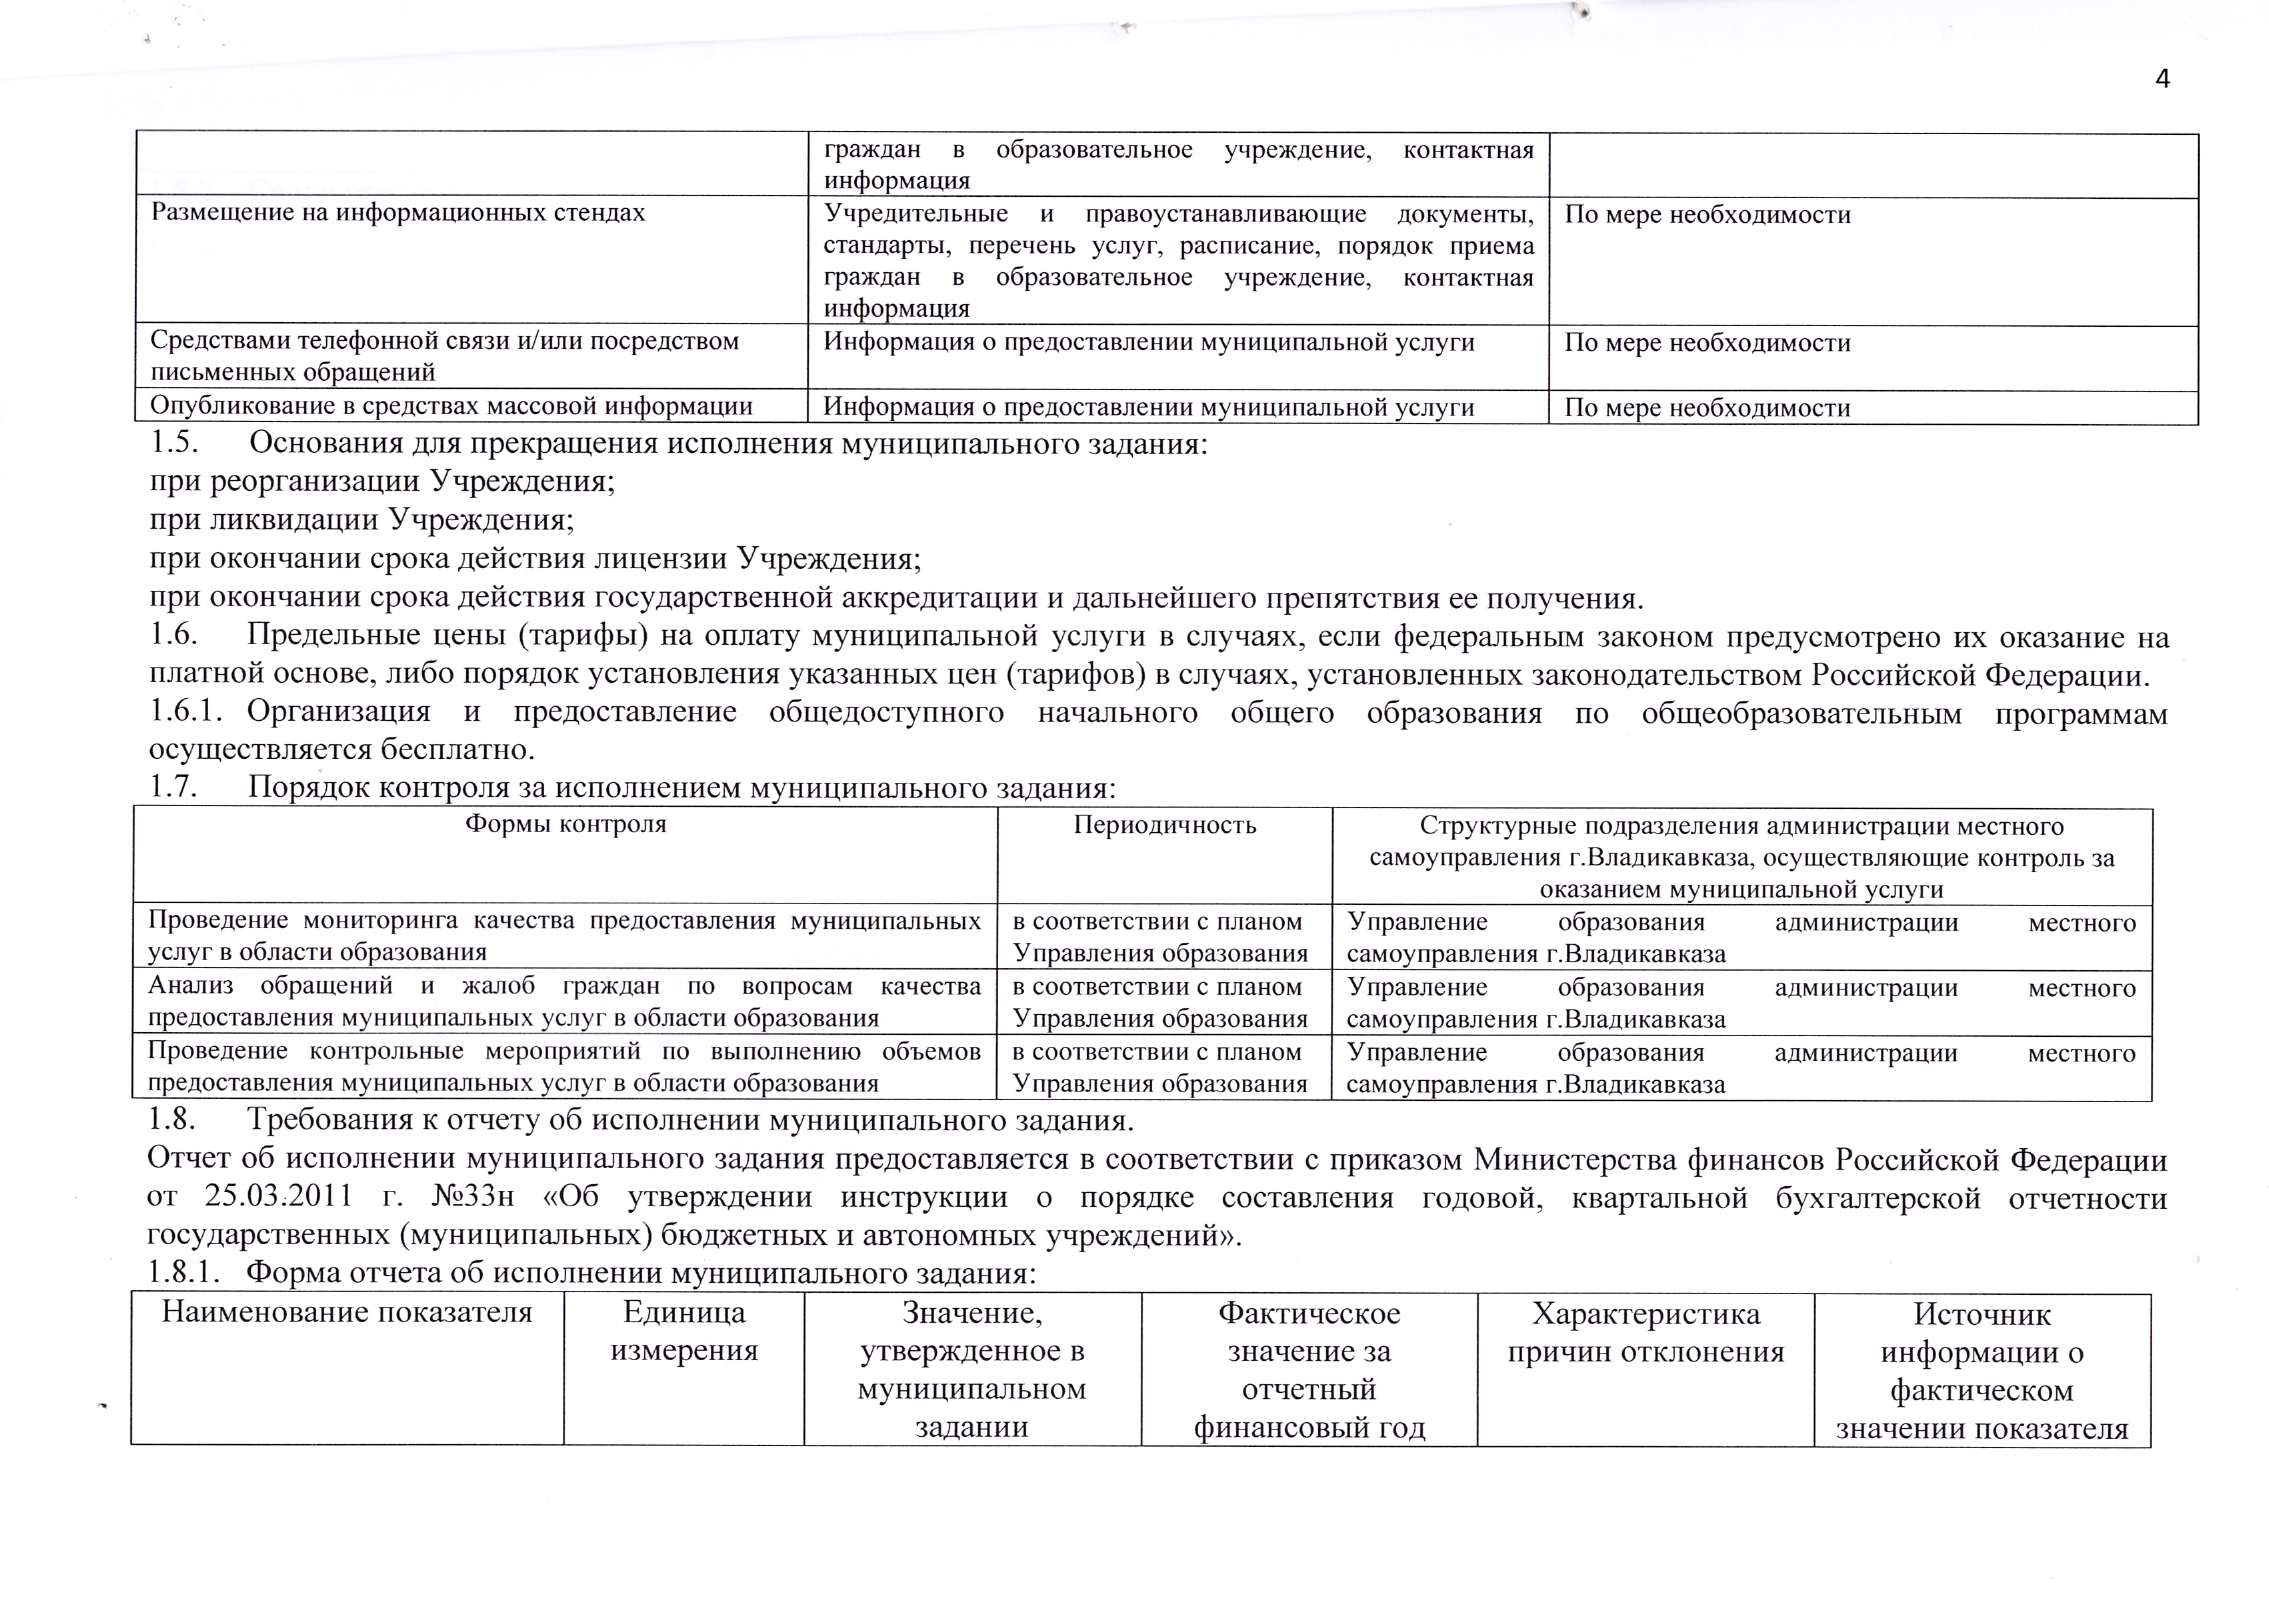 4
граждан в образовательное учреждение, контактная
информация
Размещение на информационных стендах
Учредительные и правоустанавливающие документы,
стандарты, перечень услуг, расписание, порядок приема
граждан в образовательное учреждение, контактная
информация
По мере необходимости
Средствами телефонной связи и/или посредством
письменных обращений
Информация о предоставлении муниципальной услуги
По мере необходимости
Опубликование в средствах массовой информации
Информация о предоставлении муниципальной услуги
По мере необходимости
1.5. Основания для прекращения исполнения муниципального задания:
при реорганизации Учреждения;
при ликвидации Учреждения;
при окончании срока действия лицензии Учреждения;
при окончании срока действия государственной аккредитации и дальнейшего препятствия ее получения.
1.6. Предельные цены (тарифы) на оплату муниципальной услуги в случаях, если федеральным законом предусмотрено их оказание на
платной основе, либо порядок установления указанных цен (тарифов) в случаях, установленных законодательством Российской Федерации.
1.6.1. Организация и предоставление общедоступного начального общего образования по общеобразовательным программам
осуществляется бесплатно.
1.7. Порядок контроля за исполнением муниципального задания:
Формы контроля
Периодичность
Структурные подразделения администрации местного
самоуправления г.Владикавказа, осуществляющие контроль за
оказанием муниципальной услуги
Проведение мониторинга качества предоставления муниципальных
услуг в области образования
в соответствии с планом
Управления образования
Управление образования администрации местного
самоуправления г.Владикавказа
Анализ обращений и жалоб граждан по вопросам качества
предоставления муниципальных услуг в области образования
в соответствии с планом
Управления образования
Управление образования администрации местного
самоуправления г.Владикавказа
Проведение контрольные мероприятий по выполнению объемов
предоставления муниципальных услуг в области образования
в соответствии с планом
Управления образования
Управление образования администрации местного
самоуправления г.Владикавказа
1.8. Требования к отчету об исполнении муниципального задания.
Отчет об исполнении муниципального задания предоставляется в соответствии с приказом Министерства финансов Российской Федерации
от 25.03.2011 г. №33н «Об утверждении инструкции о порядке составления годовой, квартальной бухгалтерской отчетности
государственных (муниципальных) бюджетных и автономных учреждений».
1.8.1. Форма отчета об исполнении муниципального задания:
Наименование показателя
Единица
измерения
Значение,
утвержденное в
муниципальном
задании
Фактическое
значение за
отчетный
финансовый год
Характеристика
причин отклонения
Источник
информации о
фактическом
значении показателя